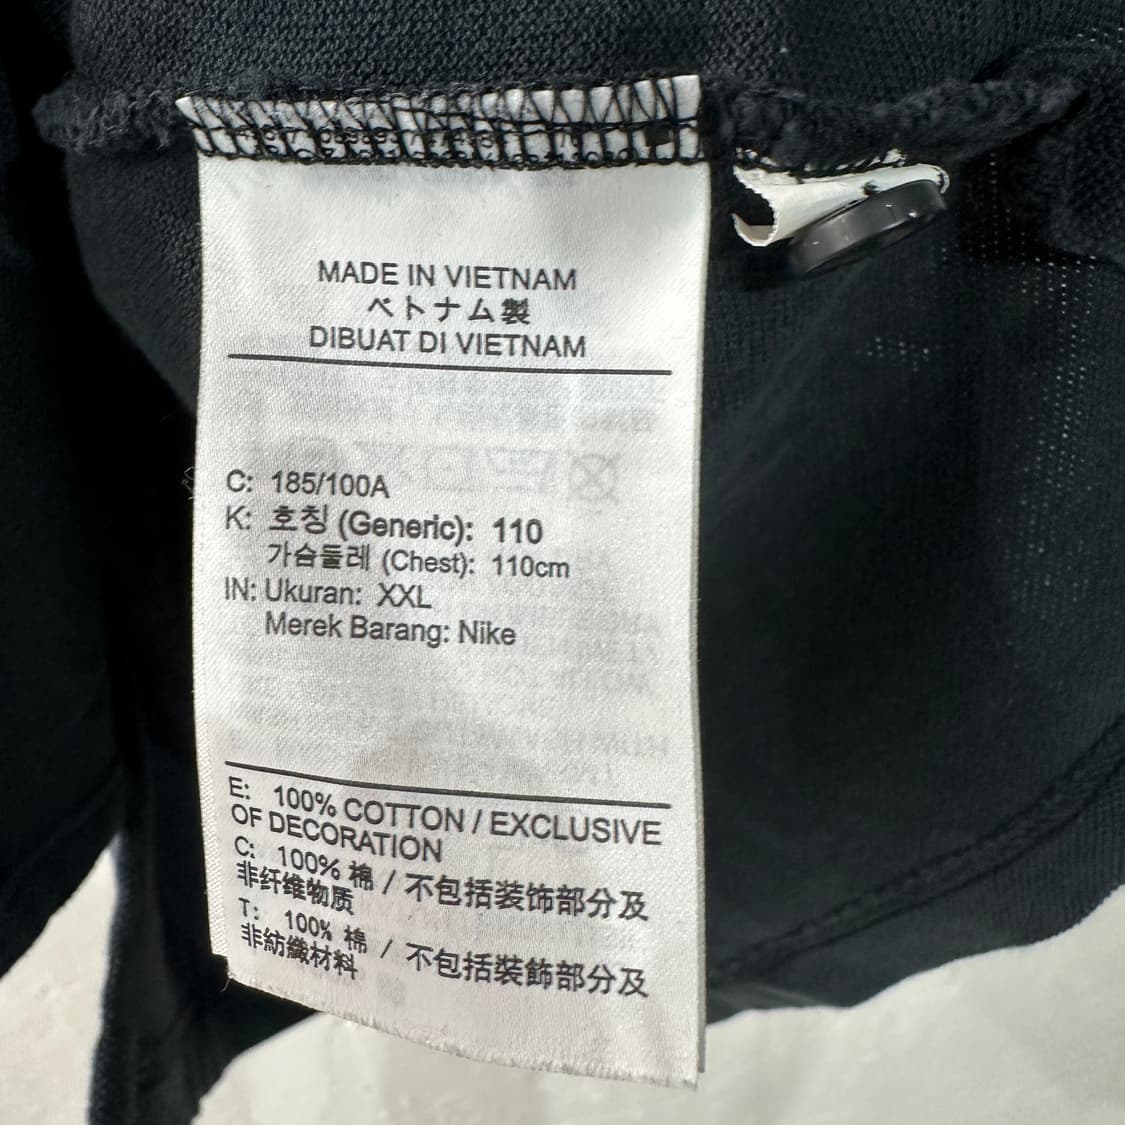 MADE IN VIETNAM
ベトナム製
DIBUAT DI VIETNAM
C: 185/100A
K: 호칭 (Generic): 110
가슴둘레 (Chest): 110cm
IN: Ukuran: XXL
Merek Barang: Nike
E: 100% COTTON / EXCLUSIVE
OF DECORATION
C: 100% 棉 / 不包括装饰部分及
非纤维物质
T: 100% 棉 / 不包括裝飾部分及
非紡織材料